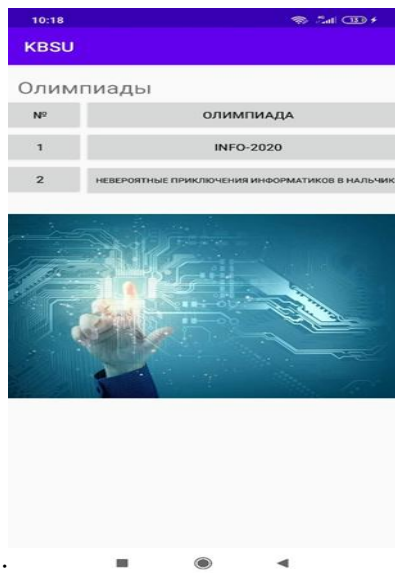 10:18
KBSU
Олимпиады
№ ОЛИМПИАДА
1 INFO-2020
2 НЕВЕРОЯТНЫЕ ПРИКЛЮЧЕНИЯ ИНФОРМАТИКОВ В НАЛЬЧИК